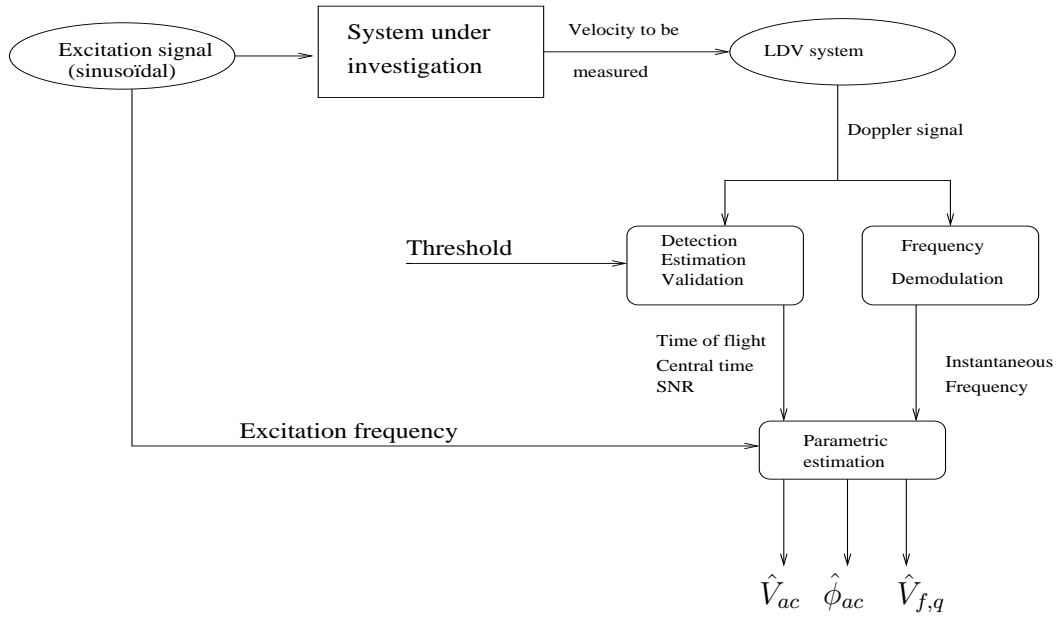 Excitation signal
(sinusoïdal)
System under
investigation
Velocity to be
measured
LDV system
Doppler signal
Threshold
Detection
Estimation
Validation
Frequency
Demodulation
Time of flight
Central time
SNR
Instantaneous
Frequency
Excitation frequency
Parametric
estimation
V̂_{ac} ϕ̂_{ac} V̂_{f,q}